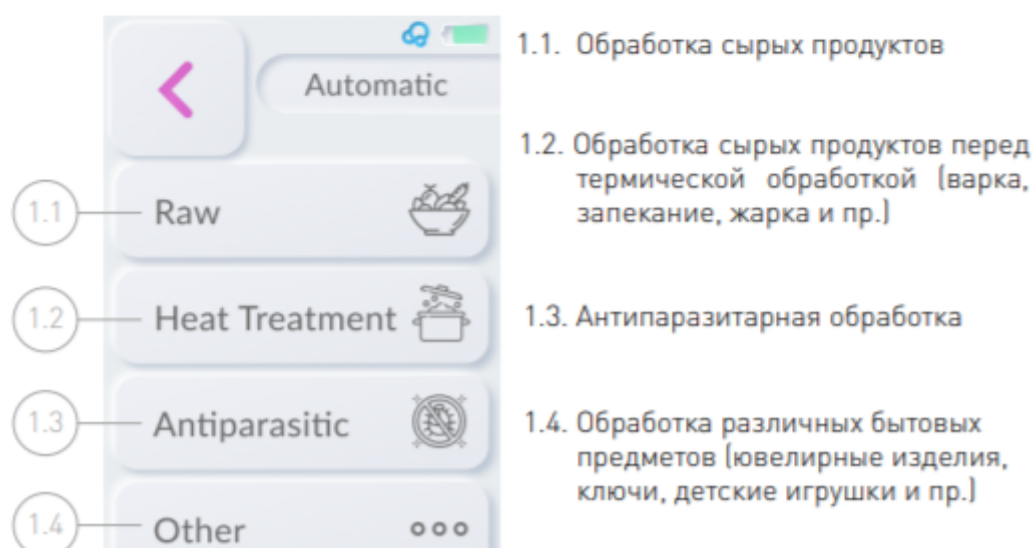 Automatic
1.1 Raw
1.2 Heat Treatment
1.3 Antiparasitic
1.4 Other
1.1. Обработка сырых продуктов
1.2. Обработка сырых продуктов перед
термической обработкой (варка,
запекание, жарка и пр.)
1.3. Антипаразитарная обработка
1.4. Обработка различных бытовых
предметов (ювелирные изделия,
ключи, детские игрушки и пр.)